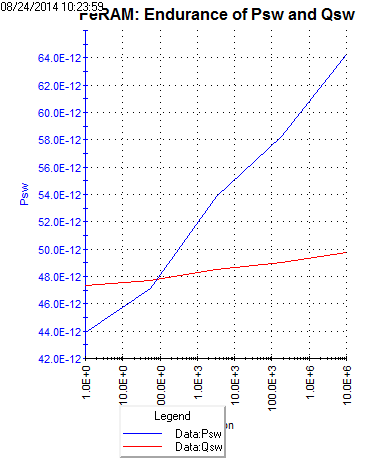 08/24/2014 10:23:59
FeRAM: Endurance of Psw and Qsw
64.0E-12
62.0E-12
60.0E-12
58.0E-12
56.0E-12
54.0E-12
52.0E-12
50.0E-12
48.0E-12
46.0E-12
44.0E-12
42.0E-12
Psw
1.0E+0
10.0E+0
100.0E+0
1.0E+3
10.0E+3
100.0E+3
1.0E+6
10.0E+6
Legend
Data:Psw
Data:Qsw